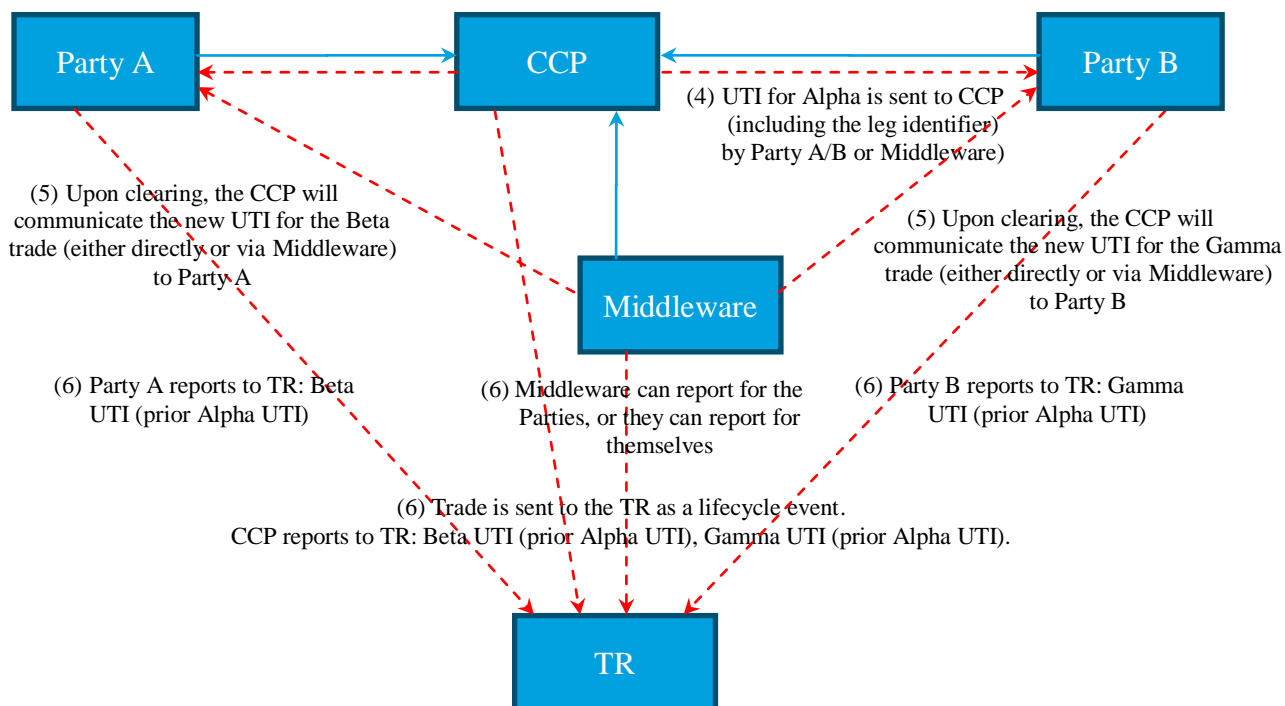 Party A
CCP
Party B
(4) UTI for Alpha is sent to CCP
(including the leg identifier)
by Party A/B or Middleware)
(5) Upon clearing, the CCP will
communicate the new UTI for the Beta
trade (either directly or via Middleware)
to Party A
(5) Upon clearing, the CCP will
communicate the new UTI for the Gamma
trade (either directly or via Middleware)
to Party B
Middleware
(6) Party A reports to TR: Beta
UTI (prior Alpha UTI)
(6) Middleware can report for the
Parties, or they can report for
themselves
(6) Party B reports to TR: Gamma
UTI (prior Alpha UTI)
(6) Trade is sent to the TR as a lifecycle event.
CCP reports to TR: Beta UTI (prior Alpha UTI), Gamma UTI (prior Alpha UTI).
TR